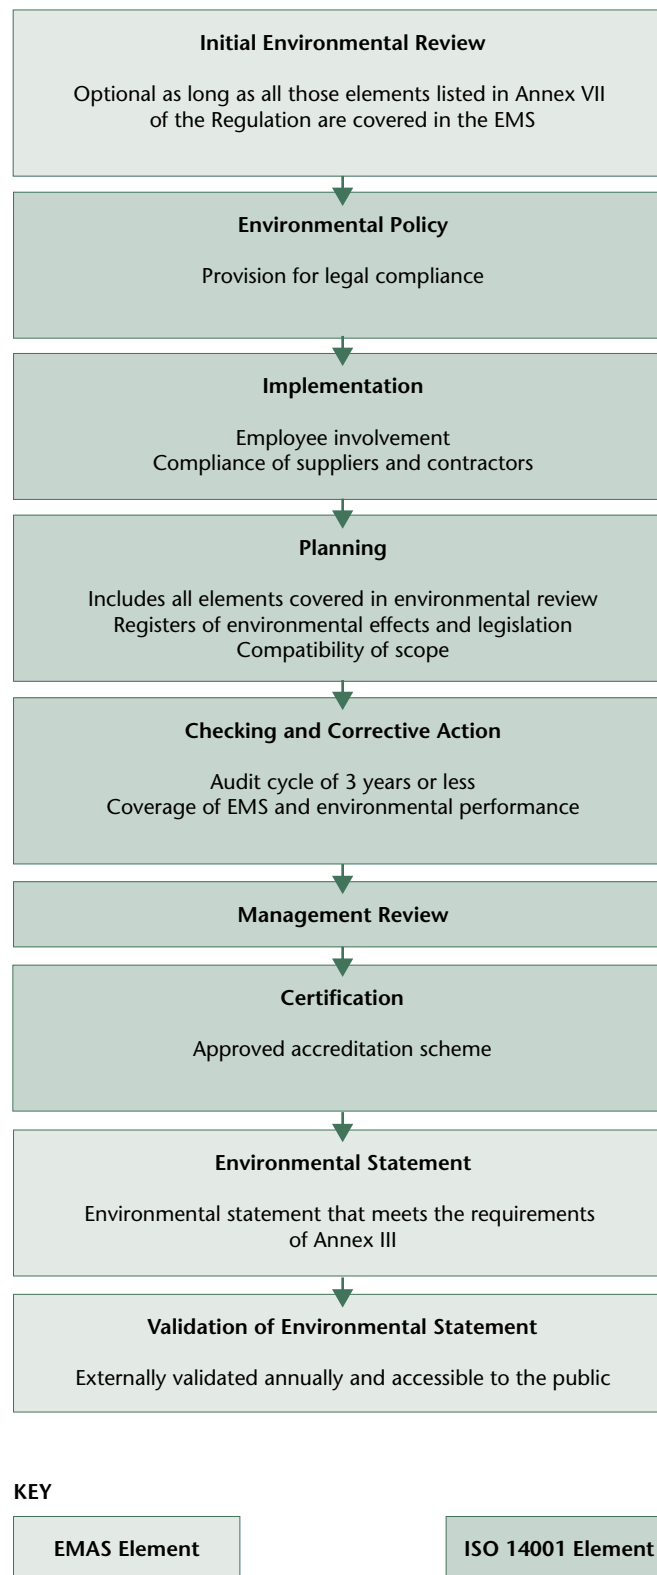 Initial Environmental Review
Optional as long as all those elements listed in Annex VII
of the Regulation are covered in the EMS
Environmental Policy
Provision for legal compliance
Implementation
Employee involvement
Compliance of suppliers and contractors
Planning
Includes all elements covered in environmental review
Registers of environmental effects and legislation
Compatibility of scope
Checking and Corrective Action
Audit cycle of 3 years or less
Coverage of EMS and environmental performance
Management Review
Certification
Approved accreditation scheme
Environmental Statement
Environmental statement that meets the requirements
of Annex III
Validation of Environmental Statement
Externally validated annually and accessible to the public
KEY
EMAS Element
ISO 14001 Element